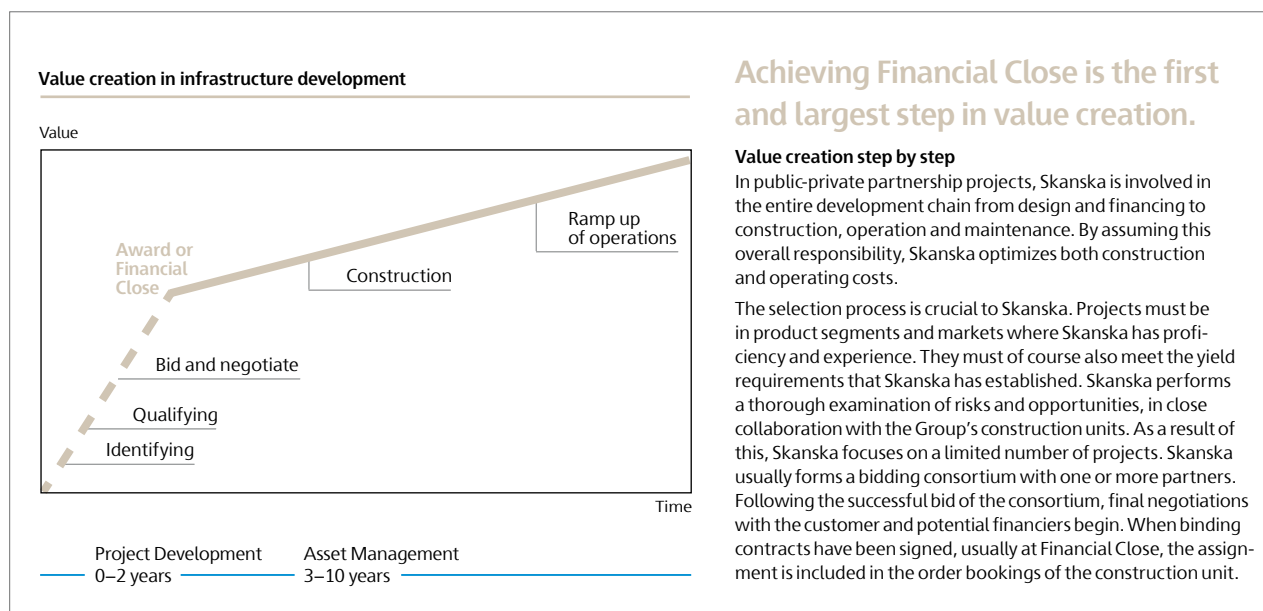 Value creation in infrastructure development
Value
Award or
Financial
Close
Ramp up
of operations
Construction
Bid and negotiate
Qualifying
Identifying
Time
Project Development
0–2 years
Asset Management
3–10 years
Achieving Financial Close is the first
and largest step in value creation.
Value creation step by step
In public-private partnership projects, Skanska is involved in
the entire development chain from design and financing to
construction, operation and maintenance. By assuming this
overall responsibility, Skanska optimizes both construction
and operating costs.
The selection process is crucial to Skanska. Projects must be
in product segments and markets where Skanska has profi-
ciency and experience. They must of course also meet the yield
requirements that Skanska has established. Skanska performs
a thorough examination of risks and opportunities, in close
collaboration with the Group’s construction units. As a result of
this, Skanska focuses on a limited number of projects. Skanska
usually forms a bidding consortium with one or more partners.
Following the successful bid of the consortium, final negotiations
with the customer and potential financiers begin. When binding
contracts have been signed, usually at Financial Close, the assign-
ment is included in the order bookings of the construction unit.